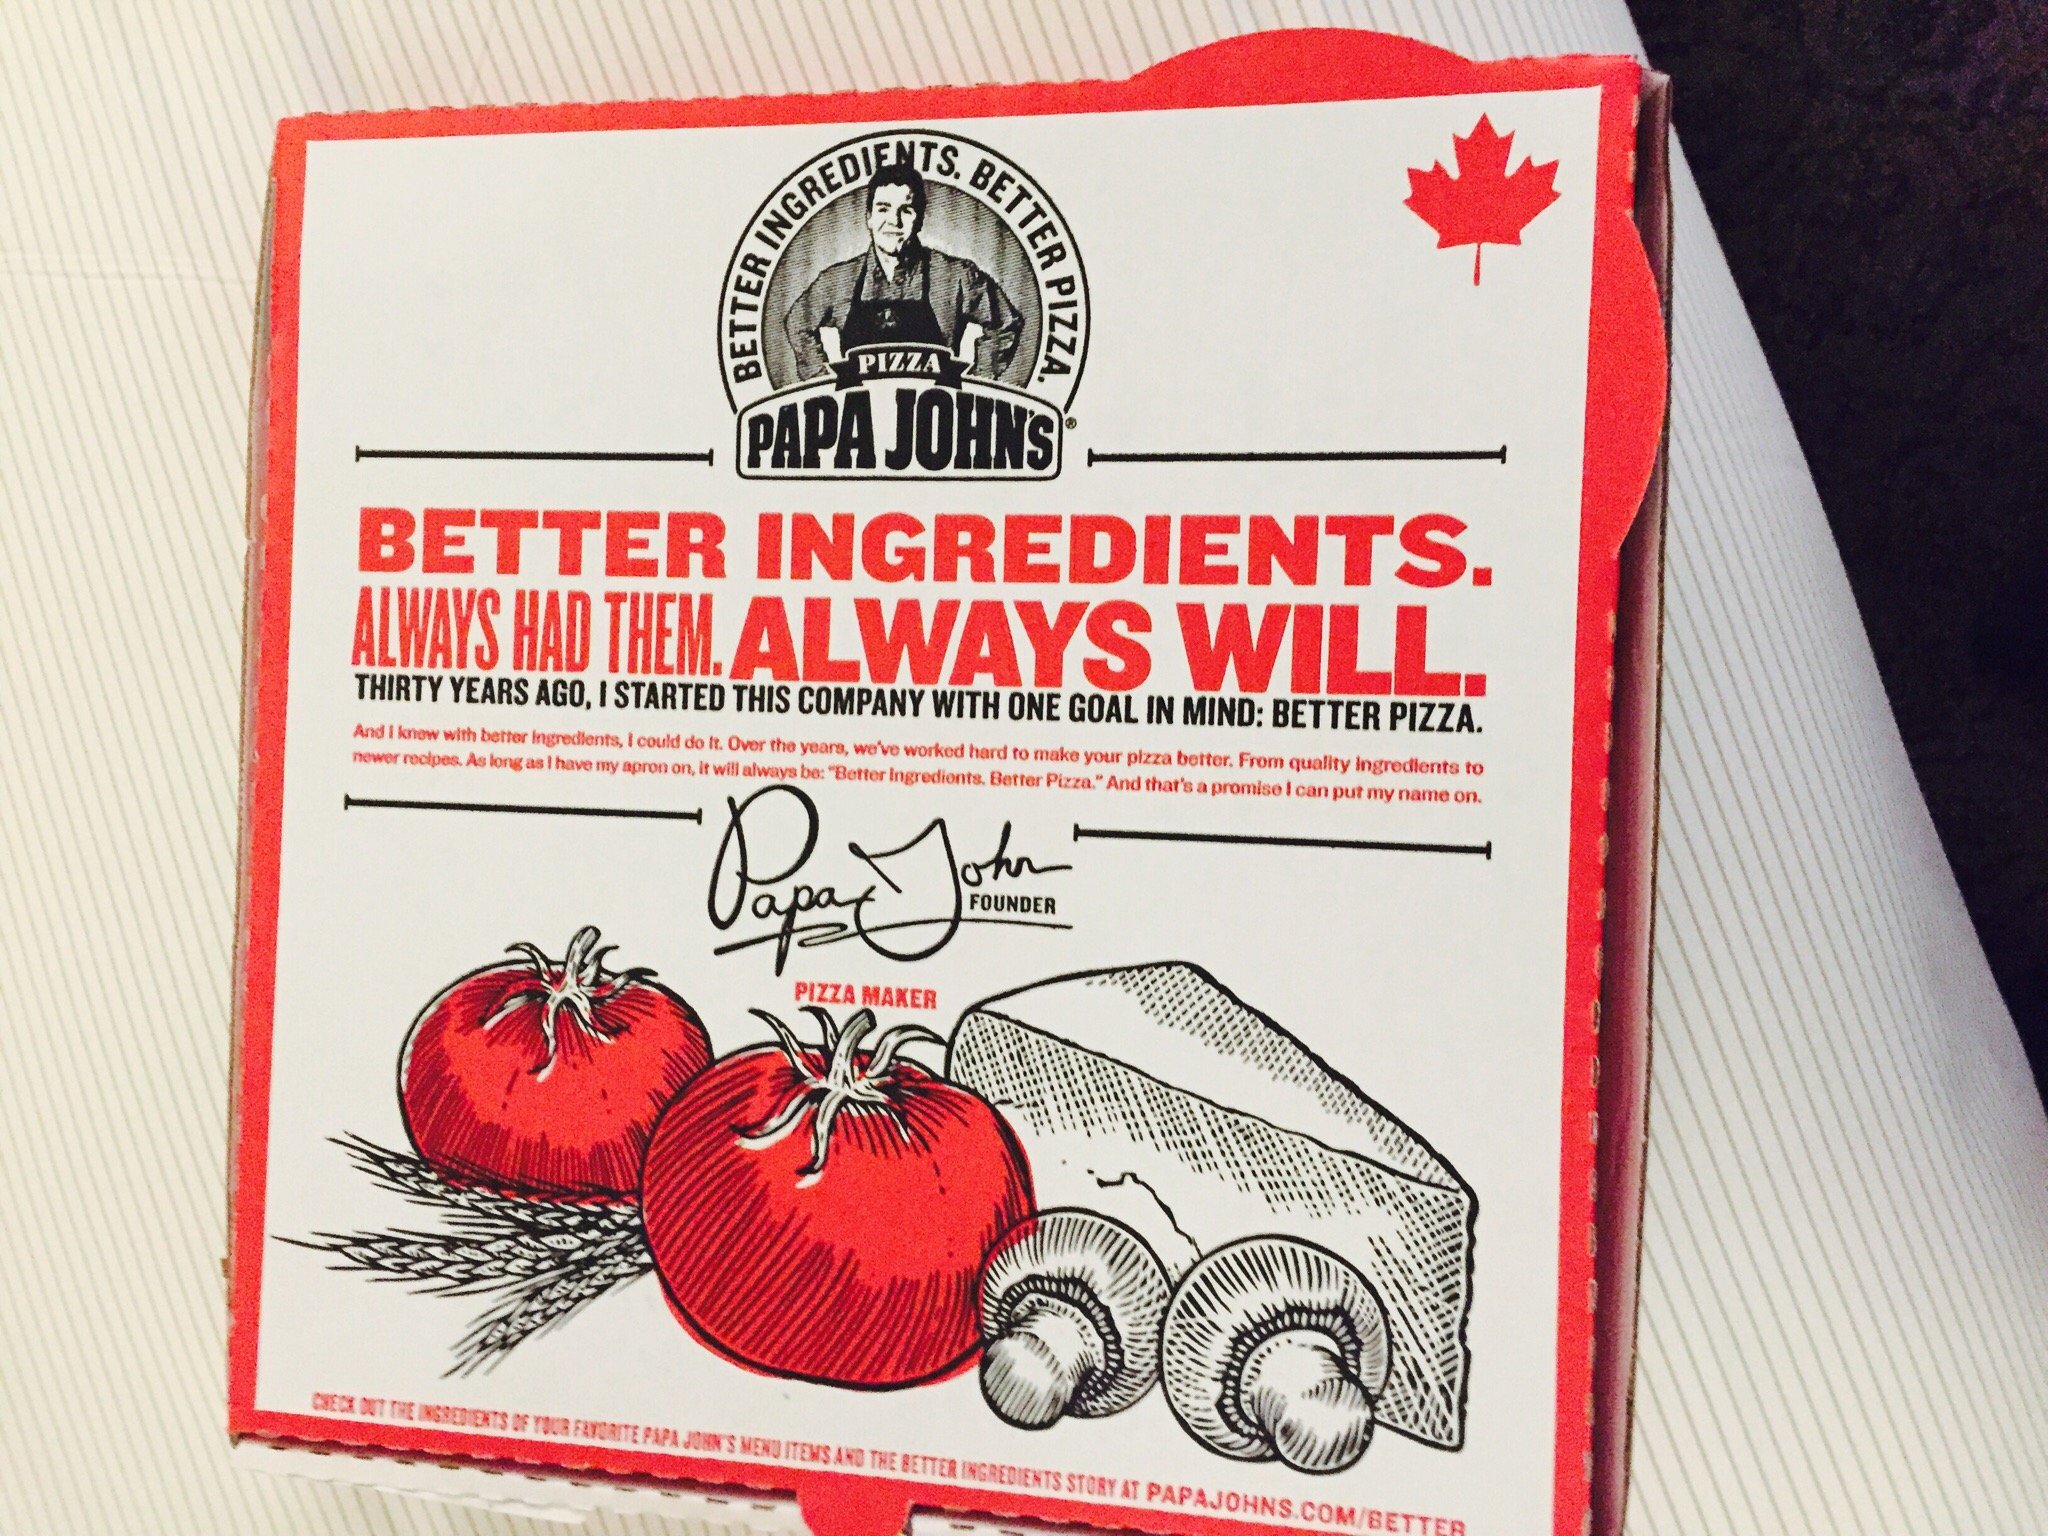 BETTER INGREDIENTS. BETTER PIZZA.
PIZZA
PAPA JOHN'S®
BETTER INGREDIENTS.
ALWAYS HAD THEM. ALWAYS WILL.
THIRTY YEARS AGO, I STARTED THIS COMPANY WITH ONE GOAL IN MIND: BETTER PIZZA.
And I knew with better ingredients, I could do it. Over the years, we've worked hard to make your pizza better. From quality ingredients to
newer recipes. As long as I have my apron on, it will always be: "Better Ingredients. Better Pizza." And that's a promise I can put my name on.
Papa John
FOUNDER
PIZZA MAKER
CHECK OUT THE INGREDIENTS OF YOUR FAVORITE PAPA JOHN'S MENU ITEMS AND THE BETTER INGREDIENTS STORY AT PAPAJOHNS.COM/BETTER